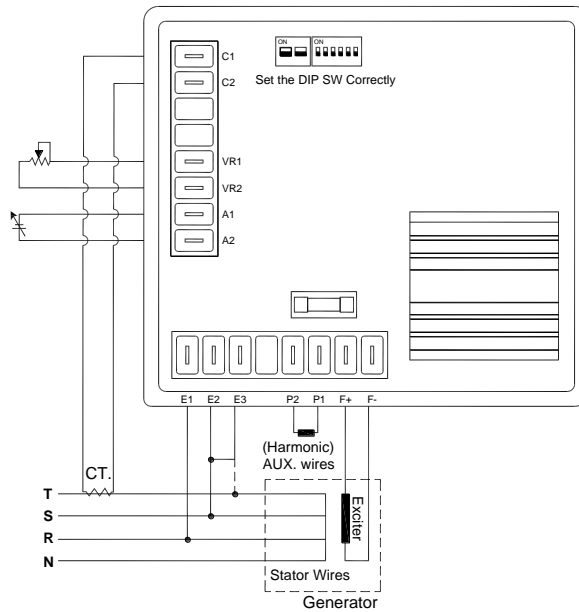 ON
ON
Set the DIP SW Correctly
C1
C2
VR1
VR2
A1
A2
E1 E2 E3 P2 P1 F+ F-
(Harmonic)
AUX. wires
CT.
T
S
R
N
Exciter
Stator Wires
Generator